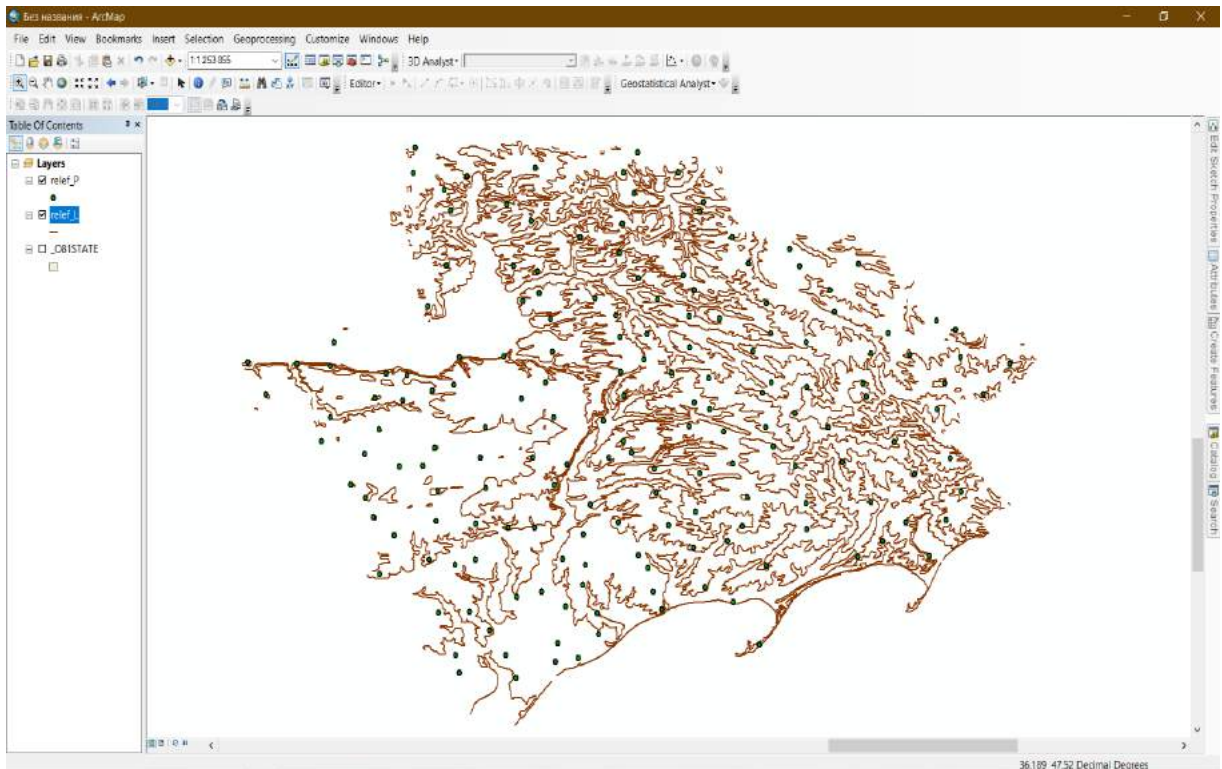 Без названия - ArcMap
File Edit View Bookmarks Insert Selection Geoprocessing Customize Windows Help
1:1 253 855
3D Analyst
Editor
Geostatistical Analyst
Table Of Contents
Layers
relef_P
relef_L
_OB1STATE
Edit Sketch Properties
Attributes
Create Features
Catalog
Search
36,189 47,52 Decimal Degrees